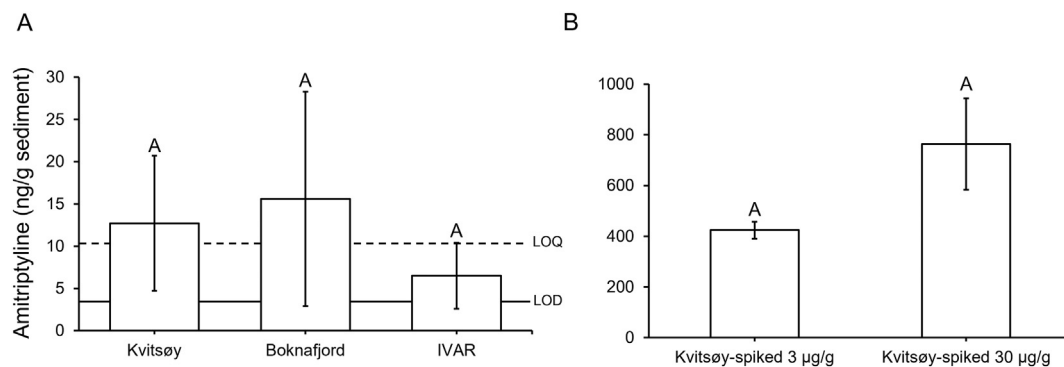 A
Amitriptyline (ng/g sediment)
30
25
20
15
10
5
0
A
A
A
LOQ
LOD
Kvitsøy
Boknafjord
IVAR
B
1000
800
600
400
200
0
A
A
Kvitsøy-spiked 3 µg/g
Kvitsøy-spiked 30 µg/g